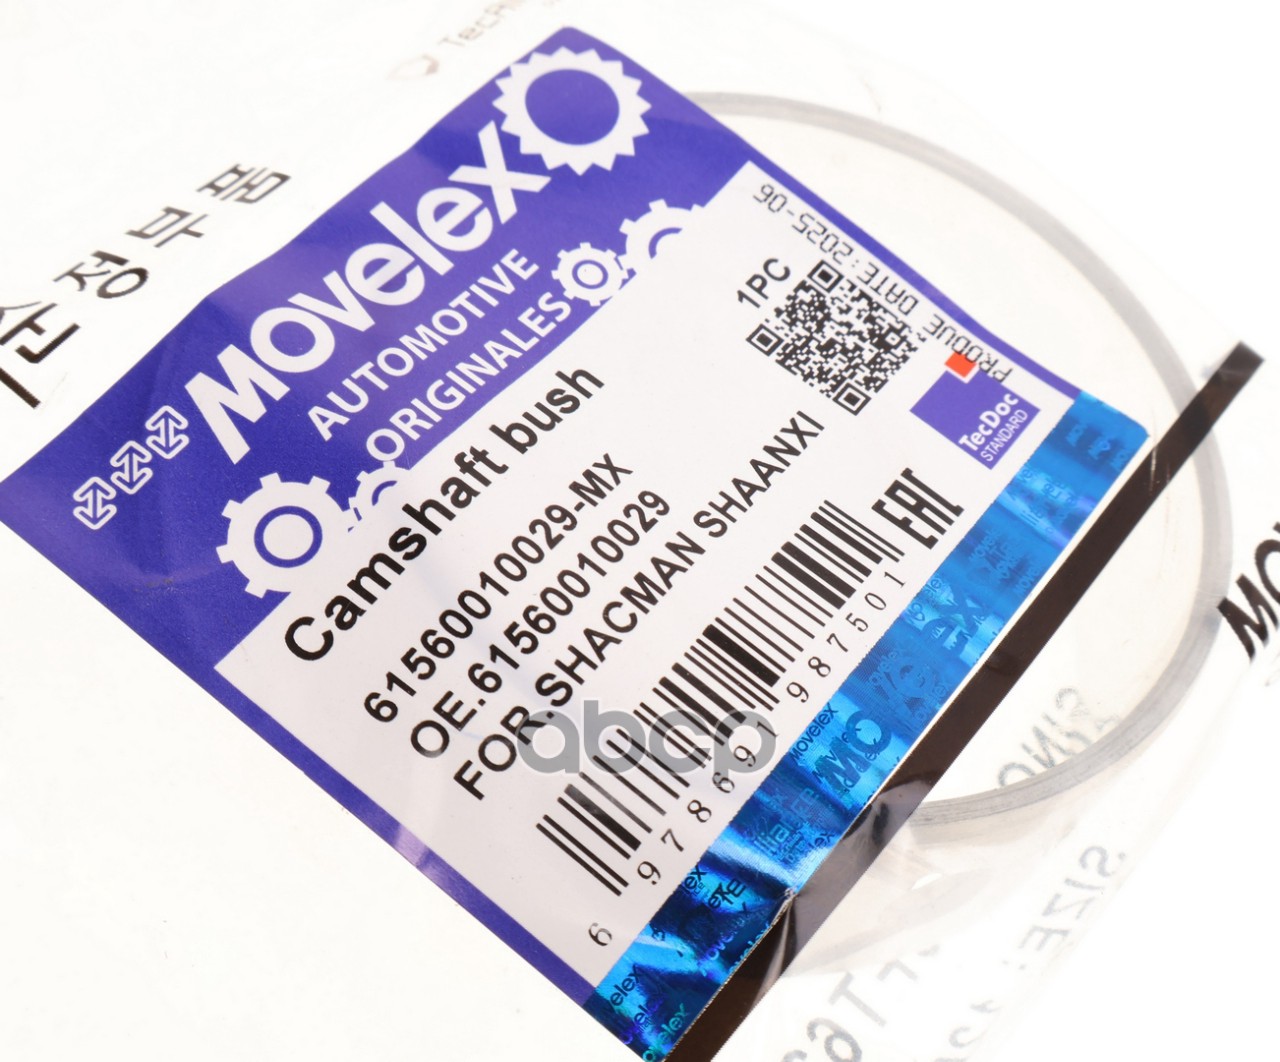 순정부품
Movelex
AUTOMOTIVE
ORIGINALES
PRODUE DATE:2025-06
1PC
TecDoc
STANDARD
Camshaft bush
61560010029-MX
OE.61560010029
FOR.SHACMAN SHAANXI
EAC
6 978691 987501
abcp